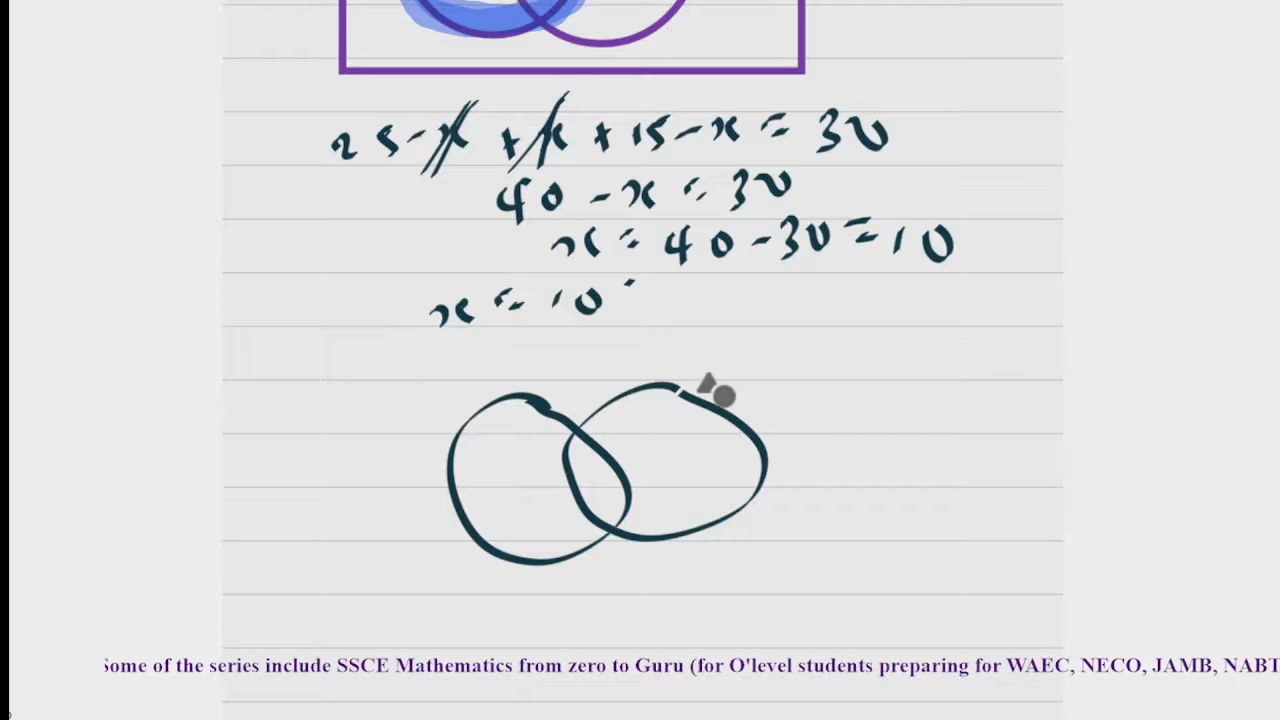 25 - x + x + 15 - x = 30
40 - x = 30
x = 40 - 30 = 10
x = 10
Some of the series include SSCE Mathematics from zero to Guru (for O'level students preparing for WAEC, NECO, JAMB, NABT